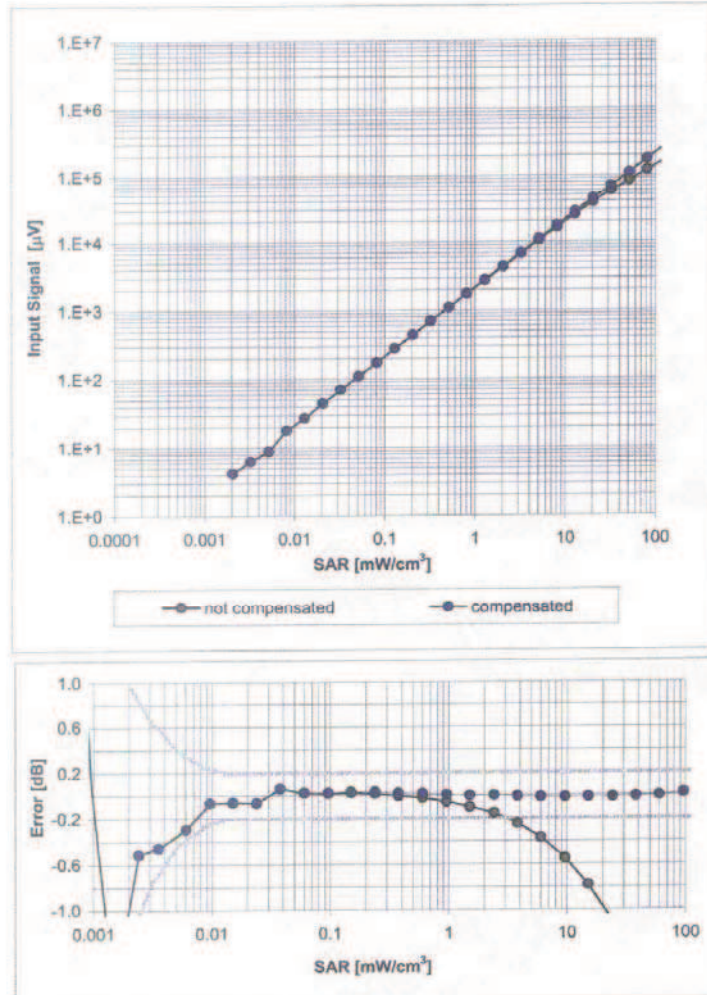 1.E+7
1.E+6
1.E+5
1.E+4
1.E+3
1.E+2
1.E+1
1.E+0
Input Signal [µV]
0.0001 0.001 0.01 0.1 1 10 100
SAR [mW/cm³]
not compensated compensated
1.0
0.6
0.2
-0.2
-0.6
-1.0
Error [dB]
0.001 0.01 0.1 1 10 100
SAR [mW/cm³]